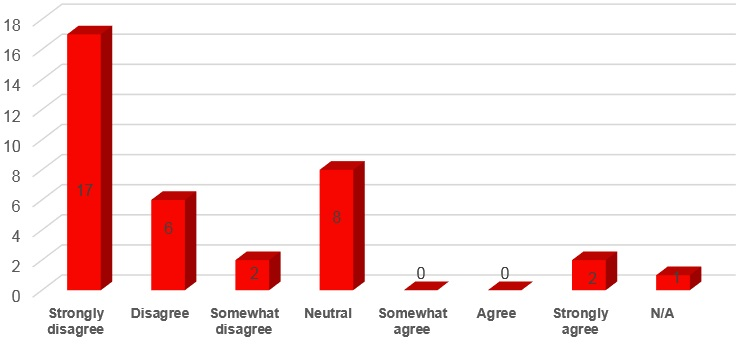 18
16
14
12
10
8
6
4
2
0
17
6
2
8
0
0
2
1
Strongly disagree
Disagree
Somewhat disagree
Neutral
Somewhat agree
Agree
Strongly agree
N/A